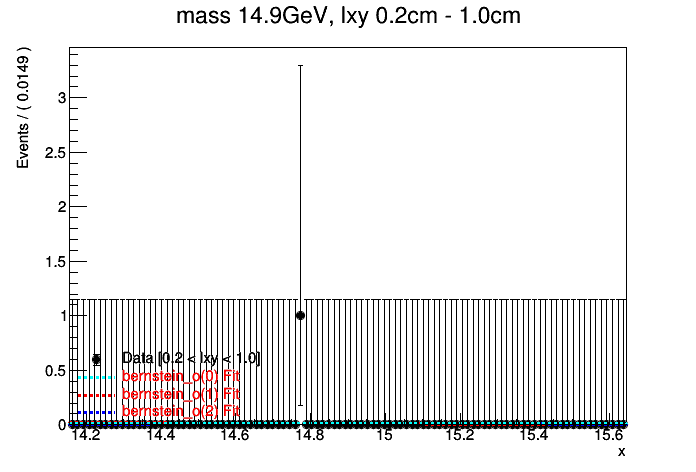 mass 14.9GeV, lxy 0.2cm - 1.0cm
Events / ( 0.0149 )
3
2.5
2
1.5
1
0.5
0
Data [0.2 < lxy < 1.0]
bernstein_o(0) Fit
bernstein_o(1) Fit
bernstein_o(2) Fit
14.2 14.4 14.6 14.8 15 15.2 15.4 15.6
x